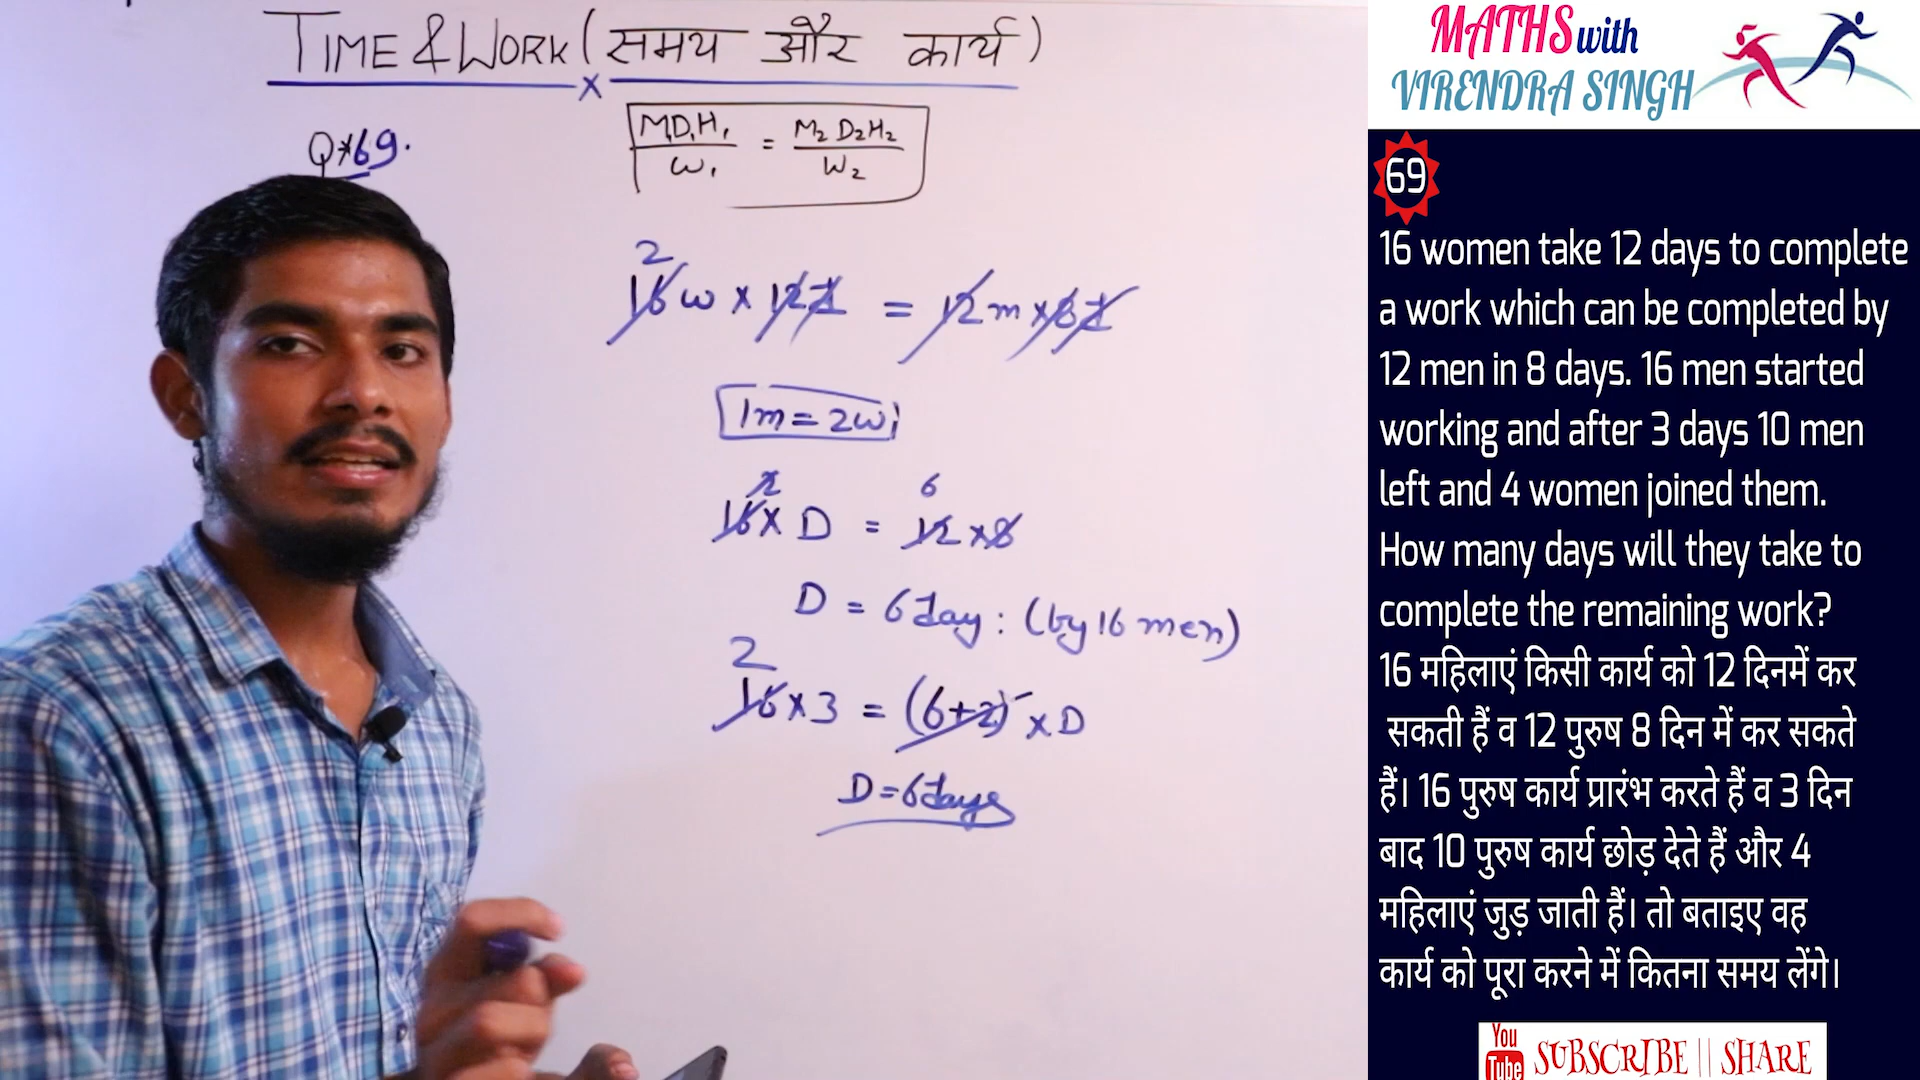 TIME & WORK (समय और कार्य)
x
Q*69.
M₁D₁H₁ / W₁ = M₂D₂H₂ / W₂
2
16w × 12d = 12m × 8d
1m = 2w
2 6
16× D = 12×8
D = 6day : (by 16 men)
2
16×3 = (6+2) × D
D=6days
MATHS with
VIRENDRA SINGH
69
16 women take 12 days to complete
a work which can be completed by
12 men in 8 days. 16 men started
working and after 3 days 10 men
left and 4 women joined them.
How many days will they take to
complete the remaining work?
16 महिलाएं किसी कार्य को 12 दिनमें कर
सकती हैं व 12 पुरुष 8 दिन में कर सकते
हैं। 16 पुरुष कार्य प्रारंभ करते हैं व 3 दिन
बाद 10 पुरुष कार्य छोड़ देते हैं और 4
महिलाएं जुड़ जाती हैं। तो बताइए वह
कार्य को पूरा करने में कितना समय लेंगे।
You
Tube
SUBSCRIBE || SHARE